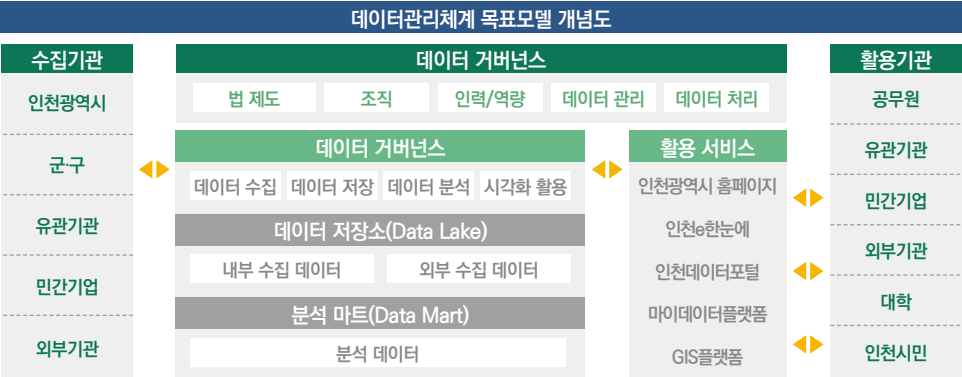 데이터관리체계 목표모델 개념도
수집기관
인천광역시
군·구
유관기관
민간기업
외부기관
데이터 거버넌스
법 제도
조직
인력/역량
데이터 관리
데이터 처리
데이터 거버넌스
데이터 수집
데이터 저장
데이터 분석
시각화 활용
데이터 저장소(Data Lake)
내부 수집 데이터
외부 수집 데이터
분석 마트(Data Mart)
분석 데이터
활용 서비스
인천광역시 홈페이지
인천e한눈에
인천데이터포털
마이데이터플랫폼
GIS플랫폼
활용기관
공무원
유관기관
민간기업
외부기관
대학
인천시민